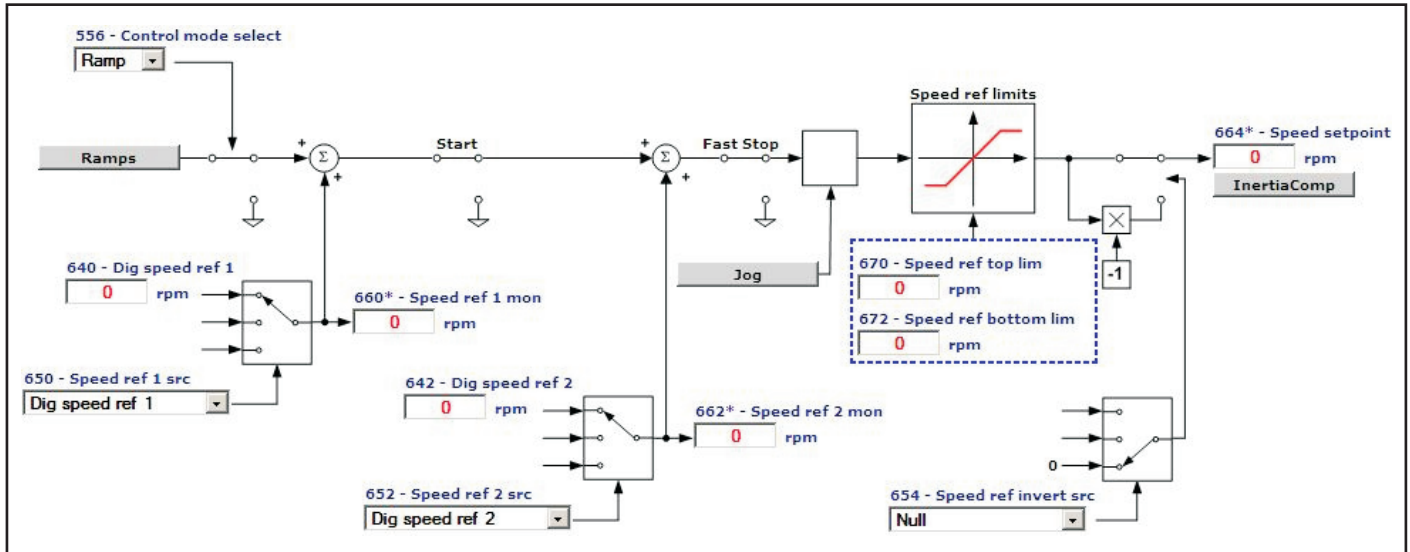 556 - Control mode select
Ramp
Ramps
+
Σ
+
Start
+
Σ
+
Fast Stop
Speed ref limits
664* - Speed setpoint
0 rpm
InertiaComp
-1
Jog
670 - Speed ref top lim
0 rpm
672 - Speed ref bottom lim
0 rpm
640 - Dig speed ref 1
0 rpm
660* - Speed ref 1 mon
0 rpm
650 - Speed ref 1 src
Dig speed ref 1
642 - Dig speed ref 2
0 rpm
662* - Speed ref 2 mon
0 rpm
652 - Speed ref 2 src
Dig speed ref 2
0
654 - Speed ref invert src
Null